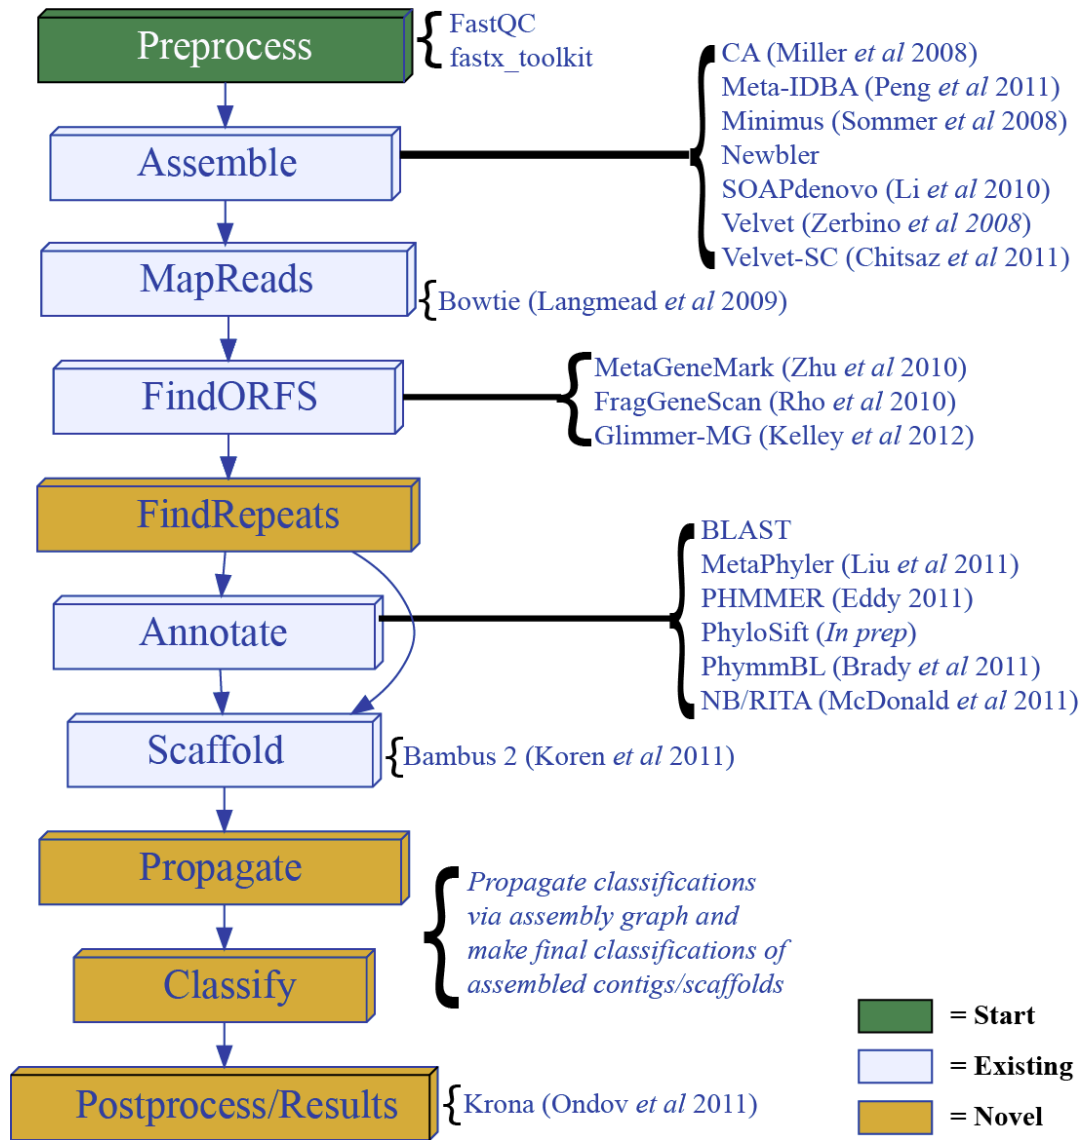 Preprocess
FastQC
fastx_toolkit
Assemble
CA (Miller et al 2008)
Meta-IDBA (Peng et al 2011)
Minimus (Sommer et al 2008)
Newbler
SOAPdenovo (Li et al 2010)
Velvet (Zerbino et al 2008)
Velvet-SC (Chitsaz et al 2011)
MapReads
Bowtie (Langmead et al 2009)
FindORFS
MetaGeneMark (Zhu et al 2010)
FragGeneScan (Rho et al 2010)
Glimmer-MG (Kelley et al 2012)
FindRepeats
Annotate
BLAST
MetaPhyler (Liu et al 2011)
PHMMER (Eddy 2011)
PhyloSift (In prep)
PhymmBL (Brady et al 2011)
NB/RITA (McDonald et al 2011)
Scaffold
Bambus 2 (Koren et al 2011)
Propagate
Classify
Propagate classifications
via assembly graph and
make final classifications of
assembled contigs/scaffolds
Postprocess/Results
Krona (Ondov et al 2011)
= Start
= Existing
= Novel